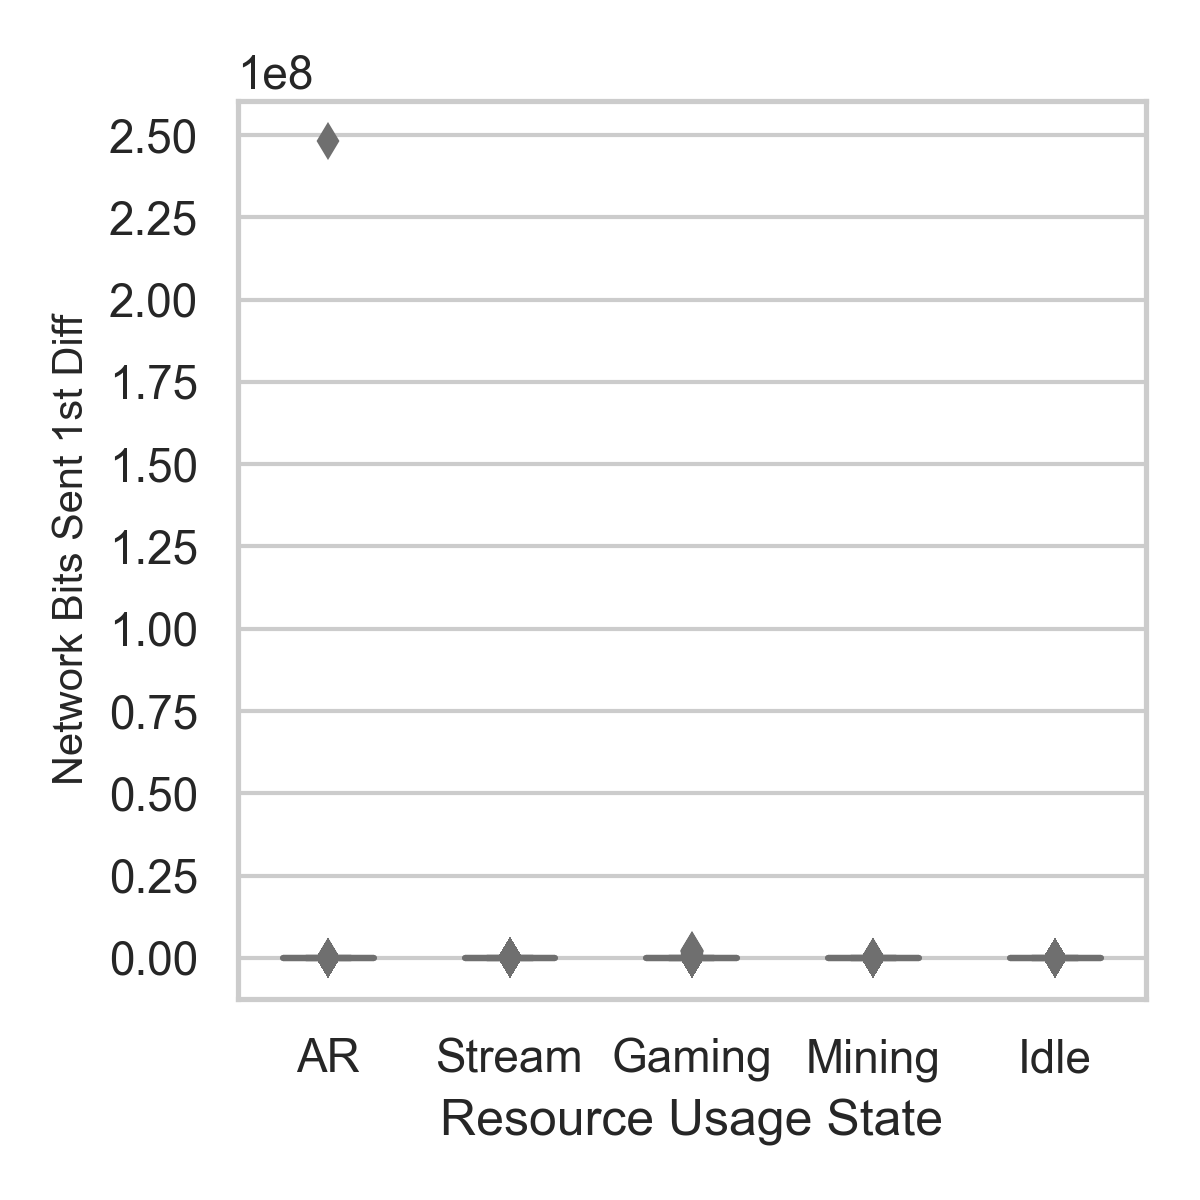 1e8
2.50
2.25
2.00
1.75
1.50
1.25
1.00
0.75
0.50
0.25
0.00
Network Bits Sent 1st Diff
AR Stream Gaming Mining Idle
Resource Usage State